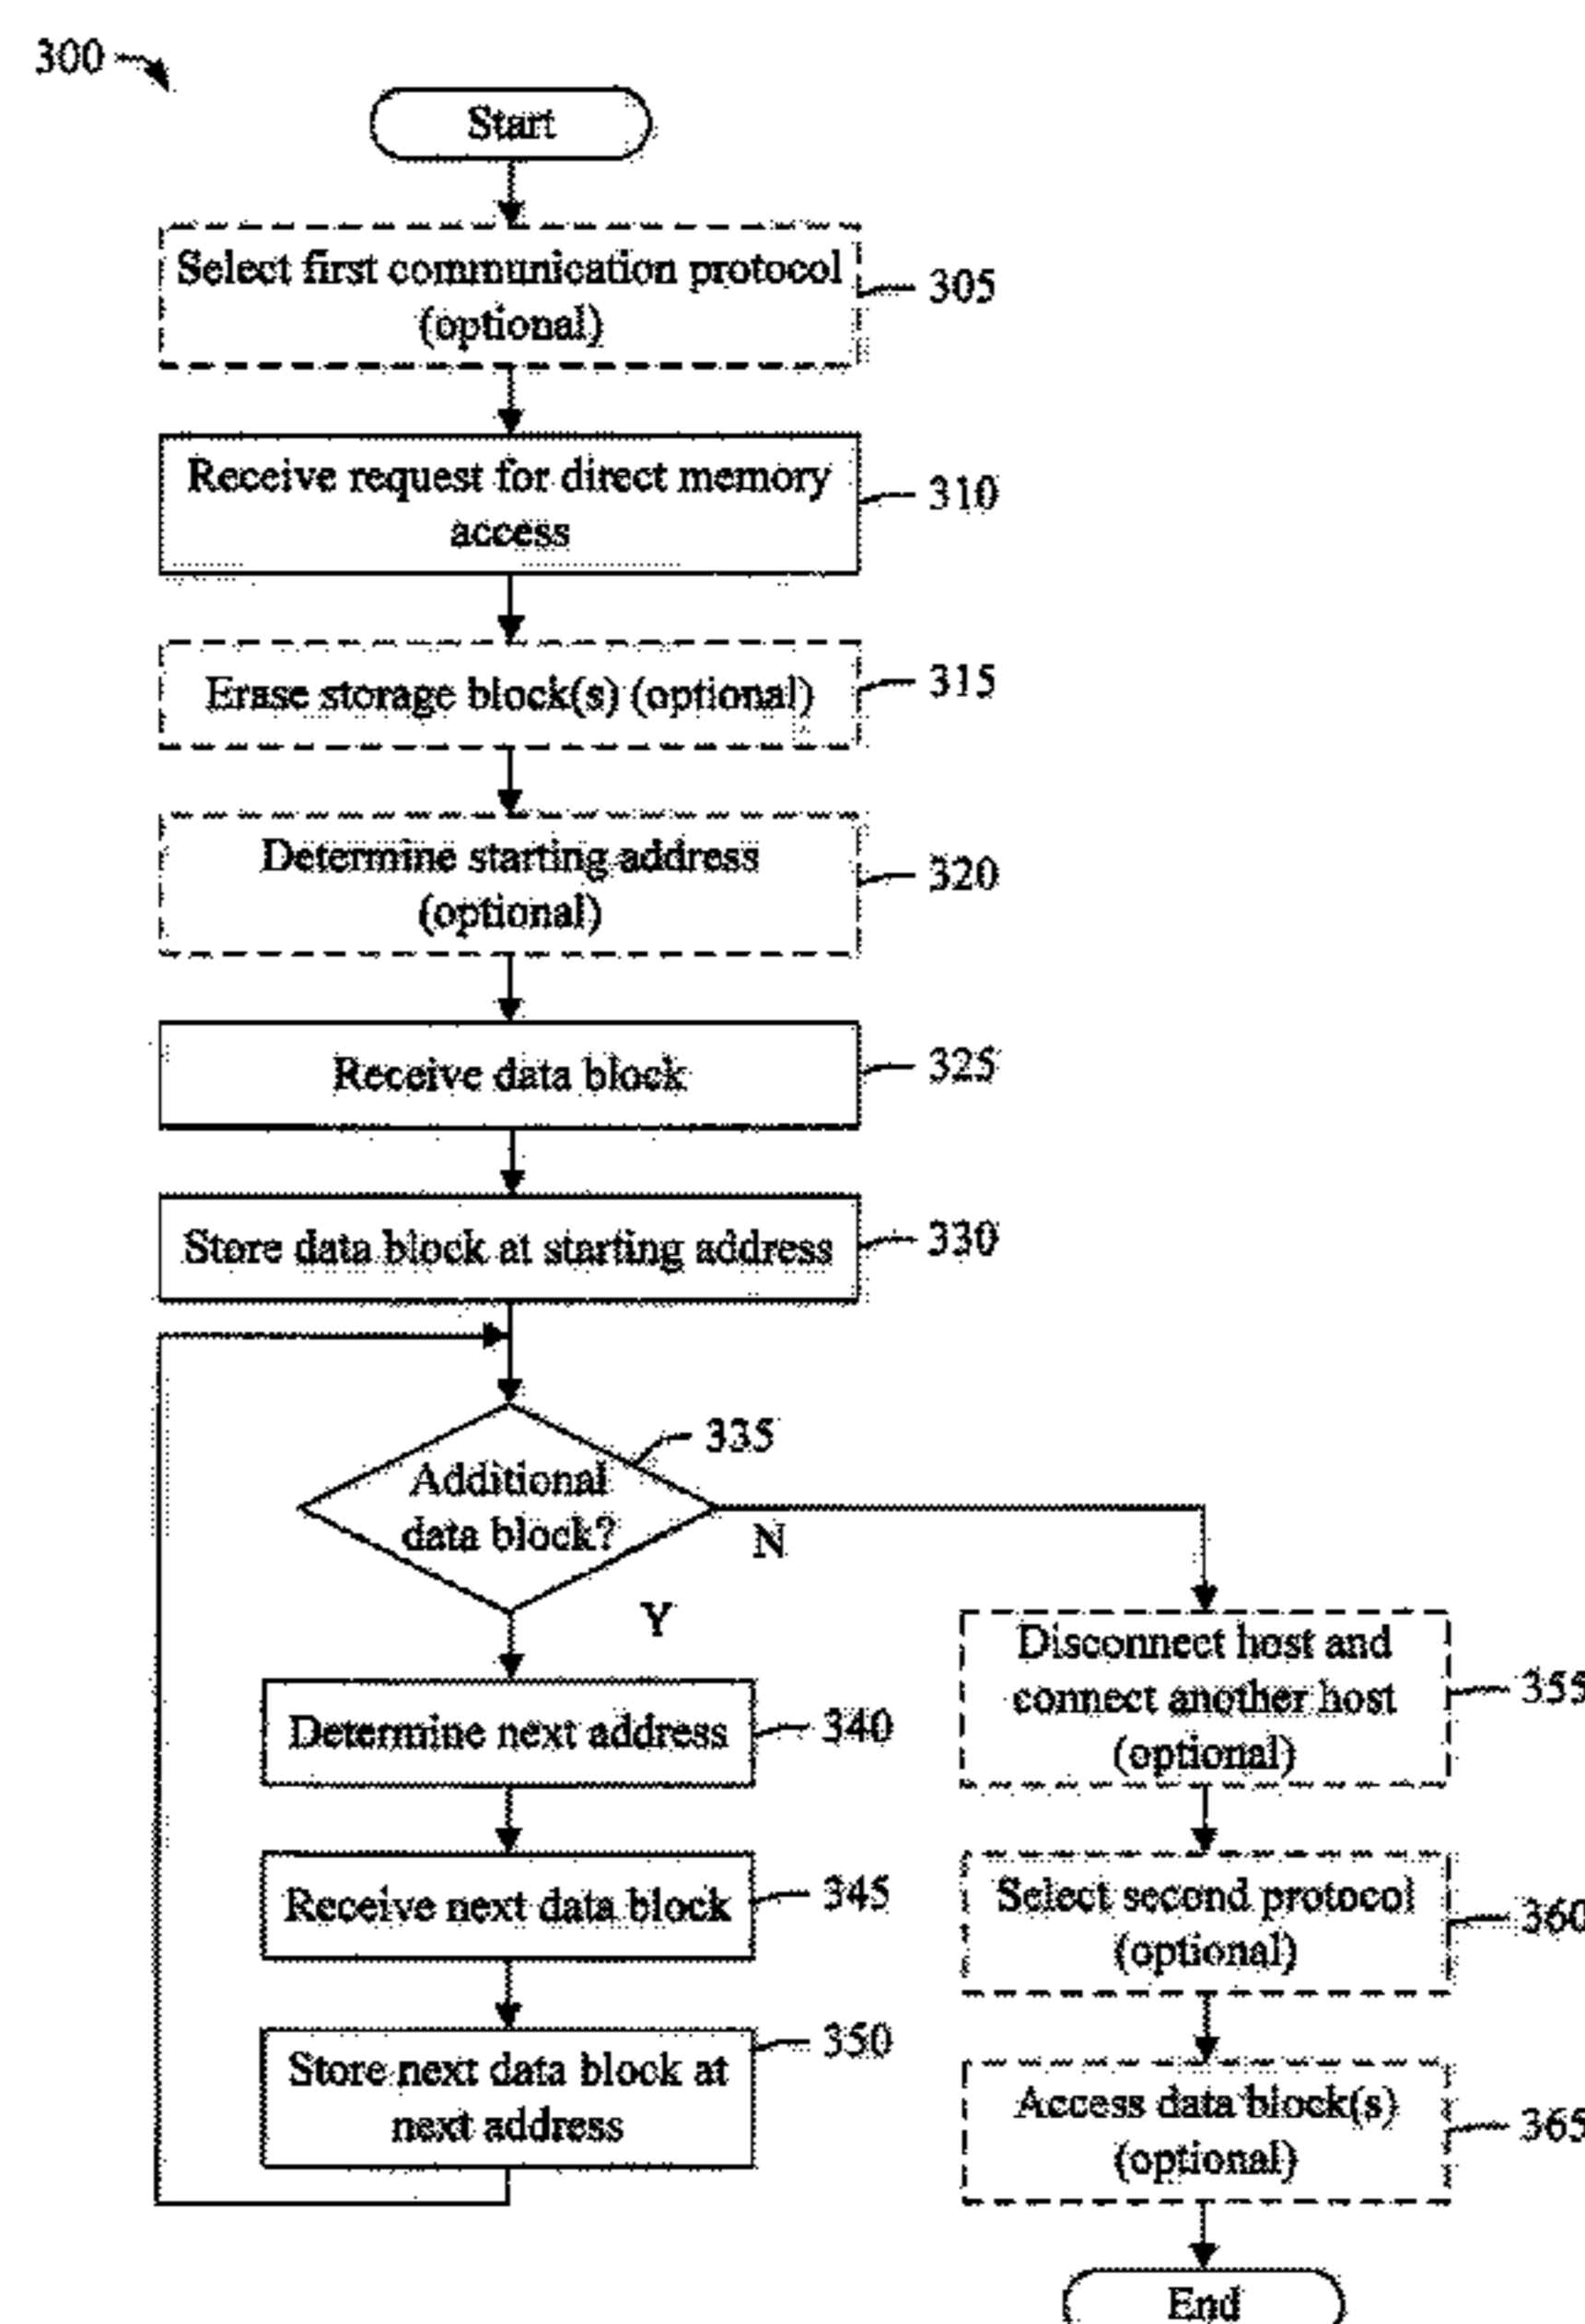 300
Start
Select first communication protocol
(optional)
305
Receive request for direct memory
access
310
Erase storage block(s) (optional)
315
Determine starting address
(optional)
320
Receive data block
325
Store data block at starting address
330
Additional
data block?
335
N
Y
Determine next address
340
Receive next data block
345
Store next data block at
next address
350
Disconnect host and
connect another host
(optional)
355
Select second protocol
(optional)
360
Access data block(s)
(optional)
365
End